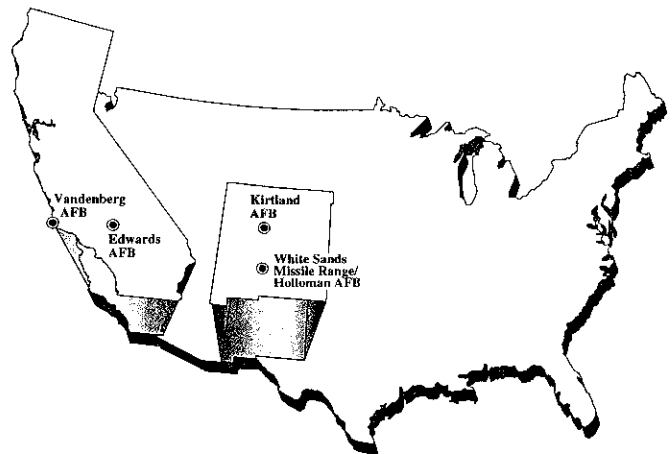 Vandenberg
AFB
Edwards
AFB
Kirtland
AFB
White Sands
Missile Range/
Holloman AFB